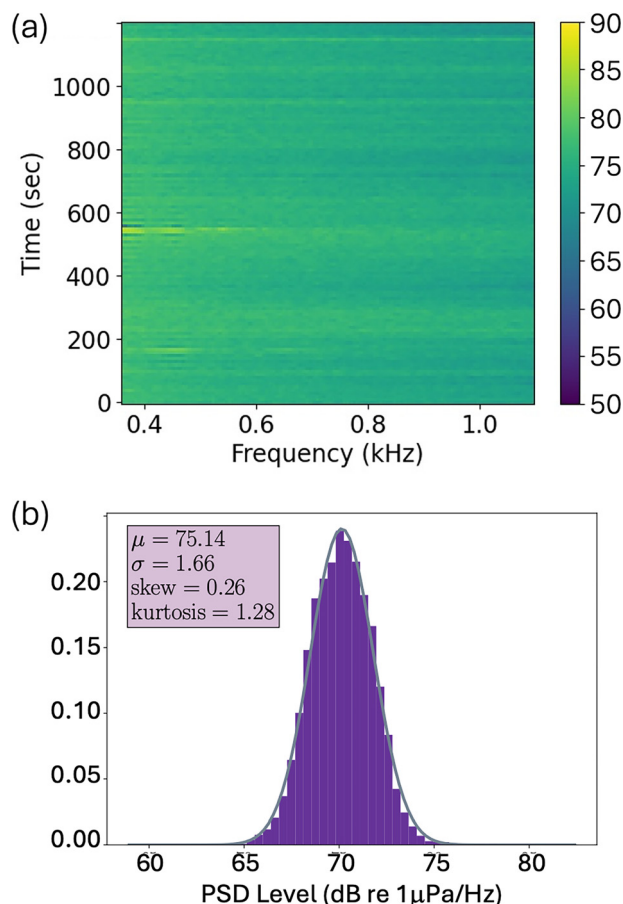 (a)
90
85
80
75
70
65
60
55
50
1000
800
600
400
200
0
Time (sec)
0.4 0.6 0.8 1.0
Frequency (kHz)
(b)
μ = 75.14
σ = 1.66
skew = 0.26
kurtosis = 1.28
0.20
0.15
0.10
0.05
0.00
60 65 70 75 80
PSD Level (dB re 1μPa/Hz)